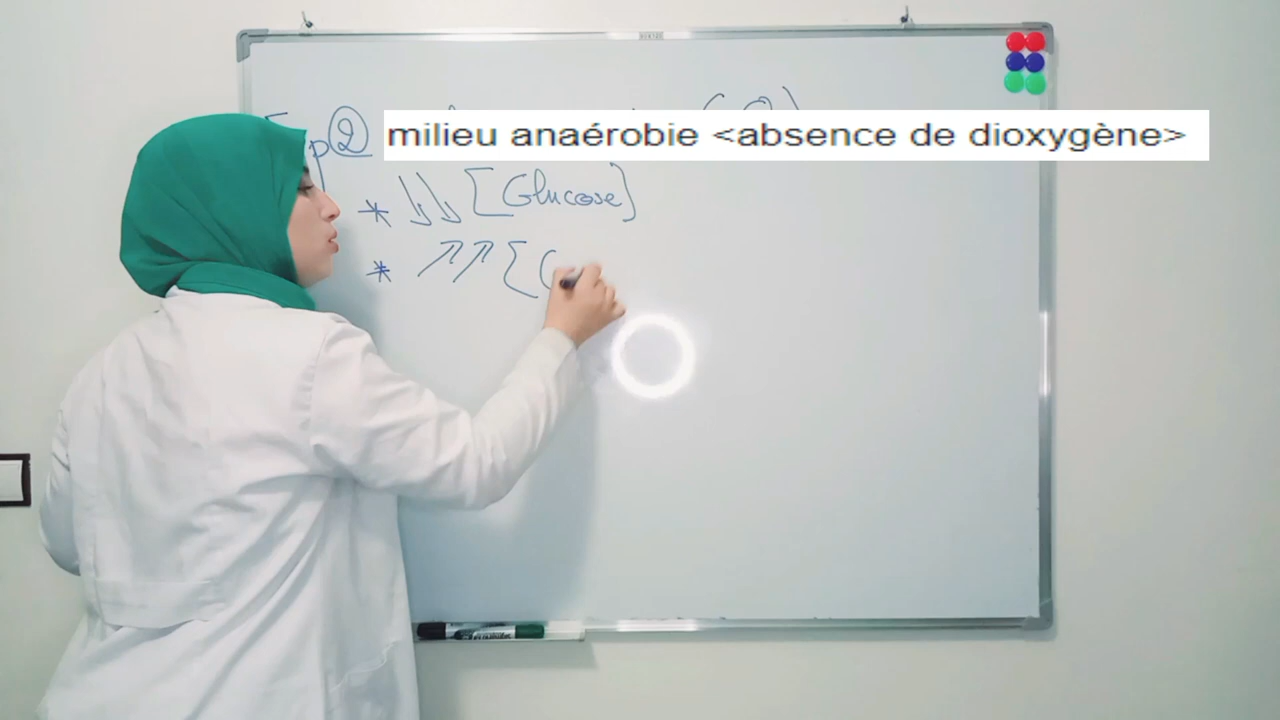 Exp②
milieu anaérobie <absence de dioxygène>
* ↓↓ [Glucose]
* ↗↗ [C